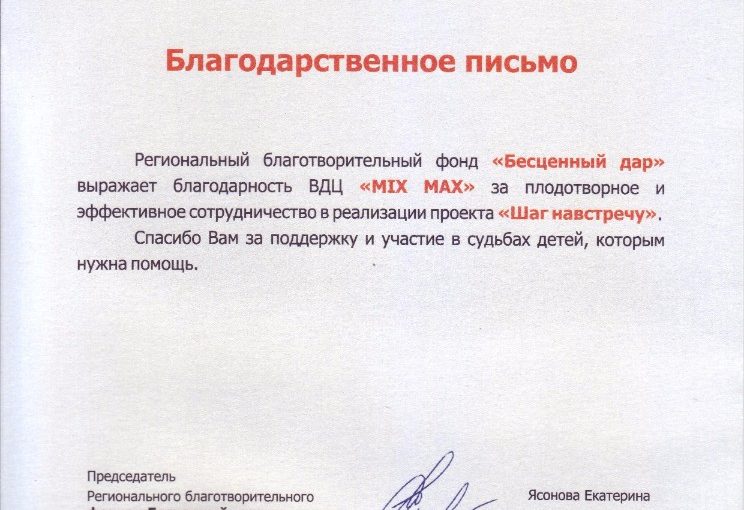 Благодарственное письмо
Региональный благотворительный фонд «Бесценный дар»
выражает благодарность ВДЦ «MIX MAX» за плодотворное и
эффективное сотрудничество в реализации проекта «Шаг навстречу».
Спасибо Вам за поддержку и участие в судьбах детей, которым
нужна помощь.
Председатель
Регионального благотворительного
Ясонова Екатерина